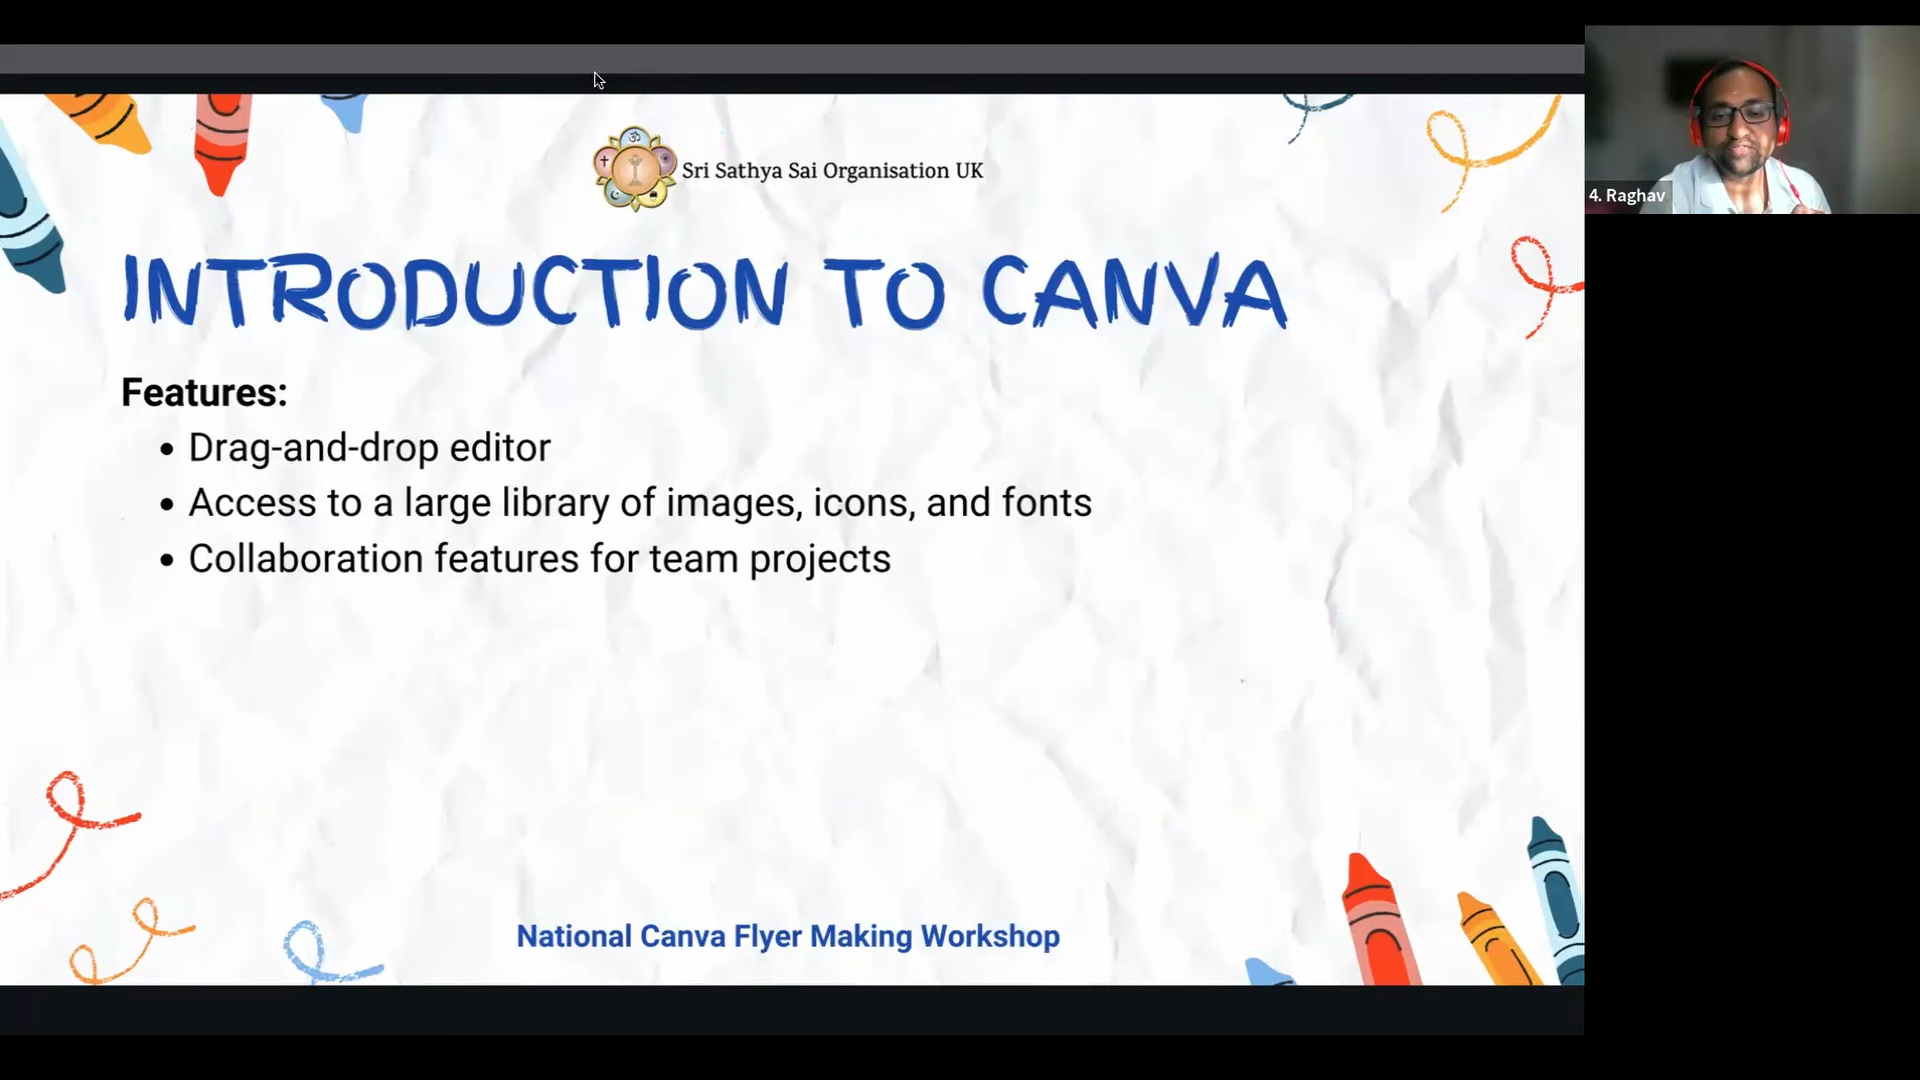 Sri Sathya Sai Organisation UK
INTRODUCTION TO CANVA
Features:
• Drag-and-drop editor
• Access to a large library of images, icons, and fonts
• Collaboration features for team projects
National Canva Flyer Making Workshop
4. Raghav